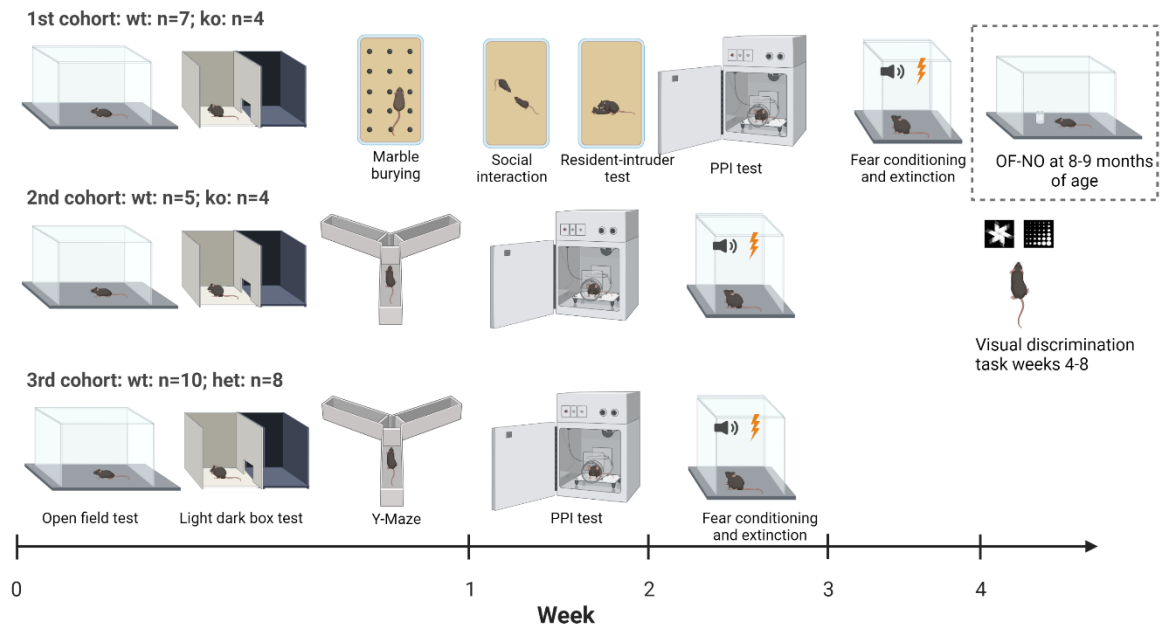 1st cohort: wt: n=7; ko: n=4
Marble
burying
Social
interaction
Resident-intruder
test
PPI test
Fear conditioning
and extinction
OF-NO at 8-9 months
of age
2nd cohort: wt: n=5; ko: n=4
Visual discrimination
task weeks 4-8
3rd cohort: wt: n=10; het: n=8
Open field test
Light dark box test
Y-Maze
PPI test
Fear conditioning
and extinction
0
1
2
3
4
Week